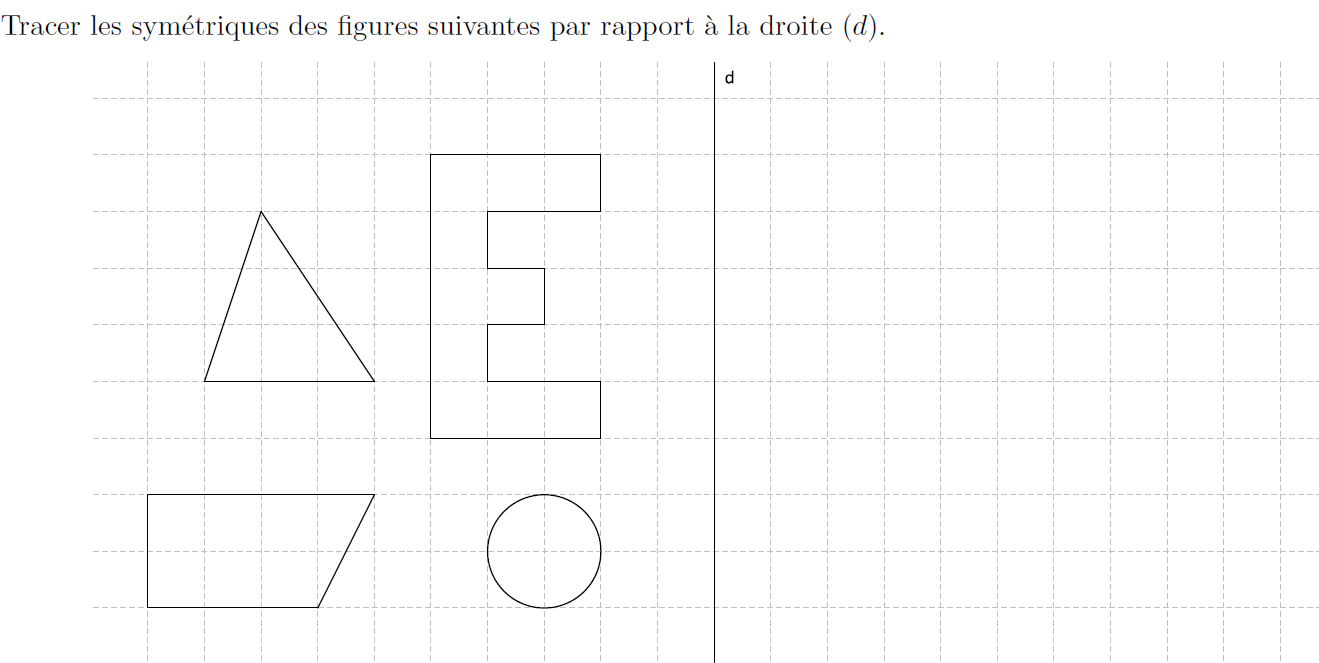 Tracer les symétriques des figures suivantes par rapport à la droite (d).
d